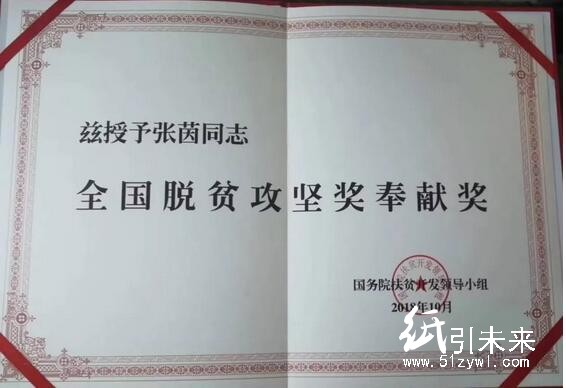 兹授予张茵同志
全国脱贫攻坚奖奉献奖
国务院扶贫开发领导小组
2018年10月
纸引未来
www.51zywl.com